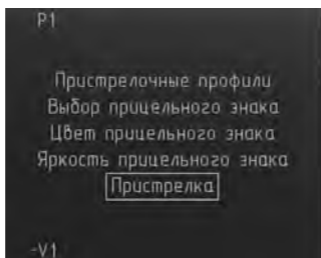 P1
Пристрелочные профили
Выбор прицельного знака
Цвет прицельного знака
Яркость прицельного знака
Пристрелка
-V1